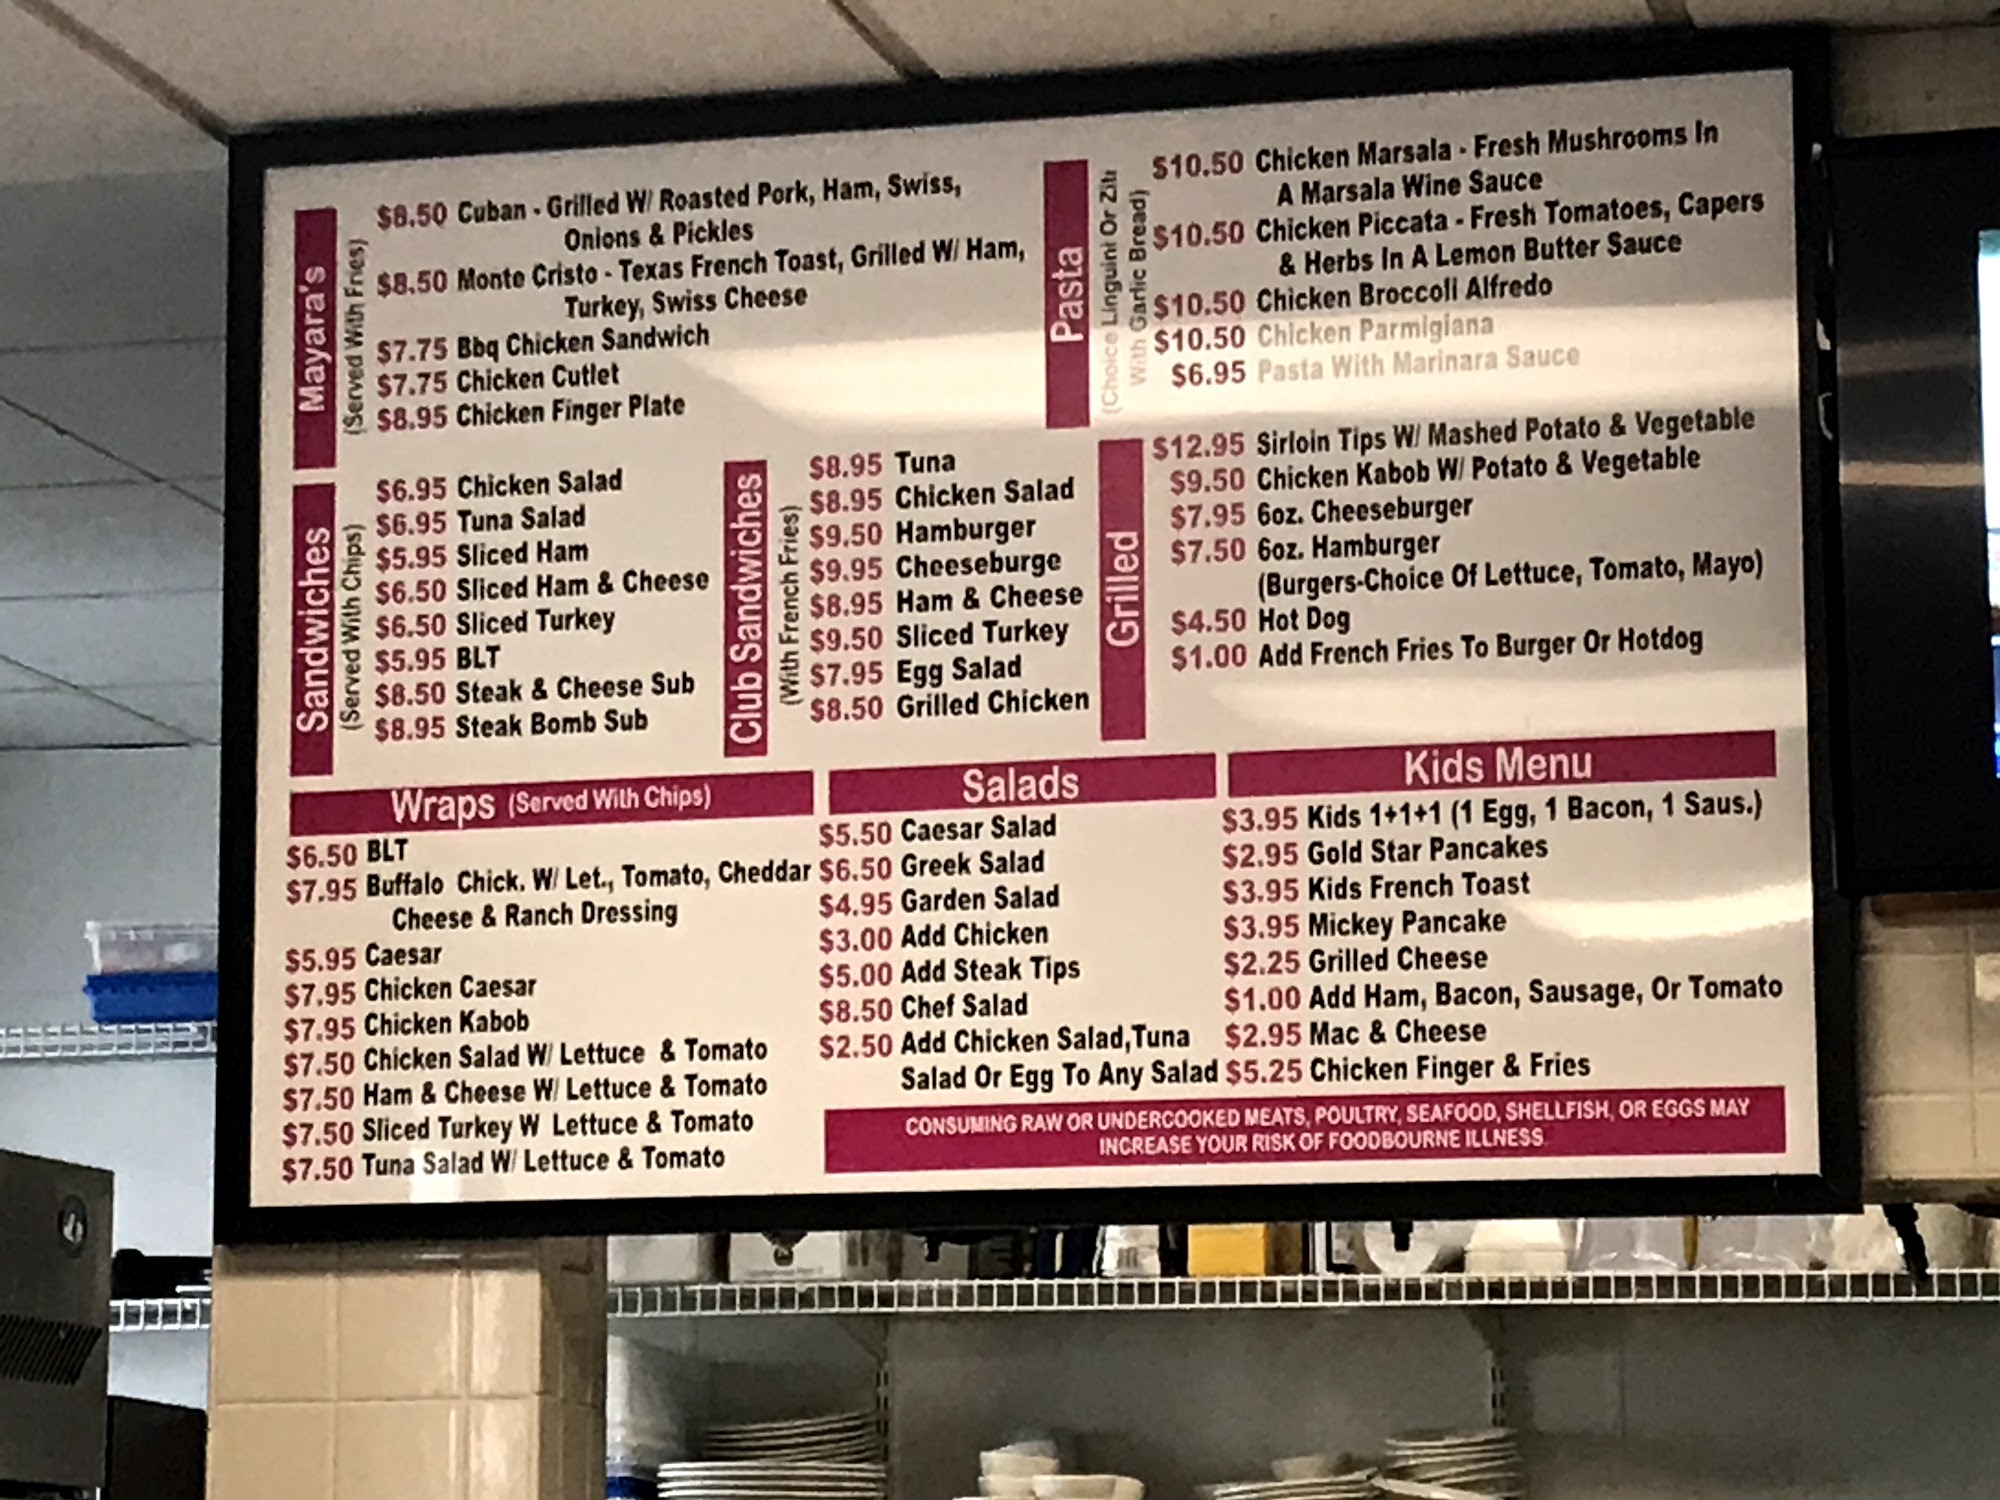 Mayara's
(Served With Fries)
$8.50 Cuban - Grilled W/ Roasted Pork, Ham, Swiss,
Onions & Pickles
$8.50 Monte Cristo - Texas French Toast, Grilled W/ Ham,
Turkey, Swiss Cheese
$7.75 Bbq Chicken Sandwich
$7.75 Chicken Cutlet
$8.95 Chicken Finger Plate
Pasta
(Choice Linguini Or Ziti
With Garlic Bread)
$10.50 Chicken Marsala - Fresh Mushrooms In
A Marsala Wine Sauce
$10.50 Chicken Piccata - Fresh Tomatoes, Capers
& Herbs In A Lemon Butter Sauce
$10.50 Chicken Broccoli Alfredo
$10.50 Chicken Parmigiana
$6.95 Pasta With Marinara Sauce
Sandwiches
(Served With Chips)
$6.95 Chicken Salad
$6.95 Tuna Salad
$5.95 Sliced Ham
$6.50 Sliced Ham & Cheese
$6.50 Sliced Turkey
$5.95 BLT
$8.50 Steak & Cheese Sub
$8.95 Steak Bomb Sub
Club Sandwiches
(With French Fries)
$8.95 Tuna
$8.95 Chicken Salad
$9.50 Hamburger
$9.95 Cheeseburge
$8.95 Ham & Cheese
$9.50 Sliced Turkey
$7.95 Egg Salad
$8.50 Grilled Chicken
Grilled
$12.95 Sirloin Tips W/ Mashed Potato & Vegetable
$9.50 Chicken Kabob W/ Potato & Vegetable
$7.95 6oz. Cheeseburger
$7.50 6oz. Hamburger
(Burgers-Choice Of Lettuce, Tomato, Mayo)
$4.50 Hot Dog
$1.00 Add French Fries To Burger Or Hotdog
Wraps (Served With Chips)
$6.50 BLT
$7.95 Buffalo Chick. W/ Let., Tomato, Cheddar
Cheese & Ranch Dressing
$5.95 Caesar
$7.95 Chicken Caesar
$7.95 Chicken Kabob
$7.50 Chicken Salad W/ Lettuce & Tomato
$7.50 Ham & Cheese W/ Lettuce & Tomato
$7.50 Sliced Turkey W Lettuce & Tomato
$7.50 Tuna Salad W/ Lettuce & Tomato
Salads
$5.50 Caesar Salad
$6.50 Greek Salad
$4.95 Garden Salad
$3.00 Add Chicken
$5.00 Add Steak Tips
$8.50 Chef Salad
$2.50 Add Chicken Salad,Tuna
Salad Or Egg To Any Salad
Kids Menu
$3.95 Kids 1+1+1 (1 Egg, 1 Bacon, 1 Saus.)
$2.95 Gold Star Pancakes
$3.95 Kids French Toast
$3.95 Mickey Pancake
$2.25 Grilled Cheese
$1.00 Add Ham, Bacon, Sausage, Or Tomato
$2.95 Mac & Cheese
$5.25 Chicken Finger & Fries
CONSUMING RAW OR UNDERCOOKED MEATS, POULTRY, SEAFOOD, SHELLFISH, OR EGGS MAY
INCREASE YOUR RISK OF FOODBOURNE ILLNESS.